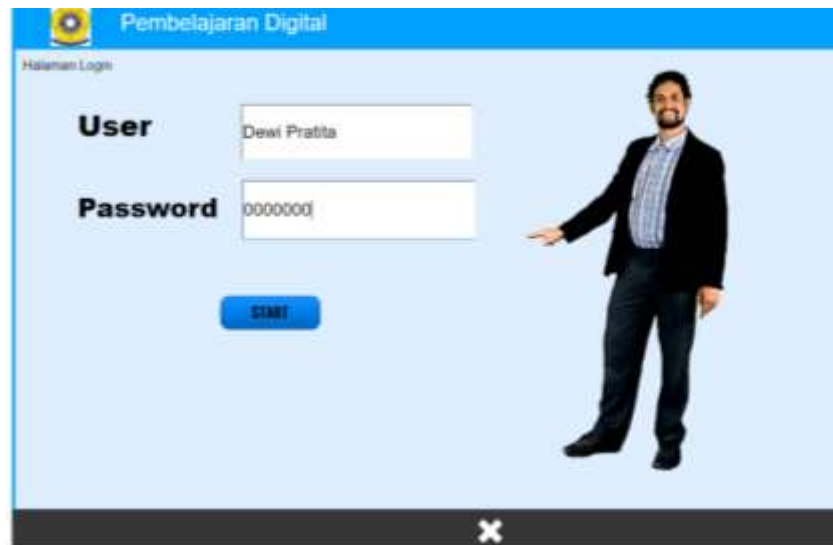 Pembelajaran Digital
Halaman Login
User
Dewi Pratita
Password
0000000
START